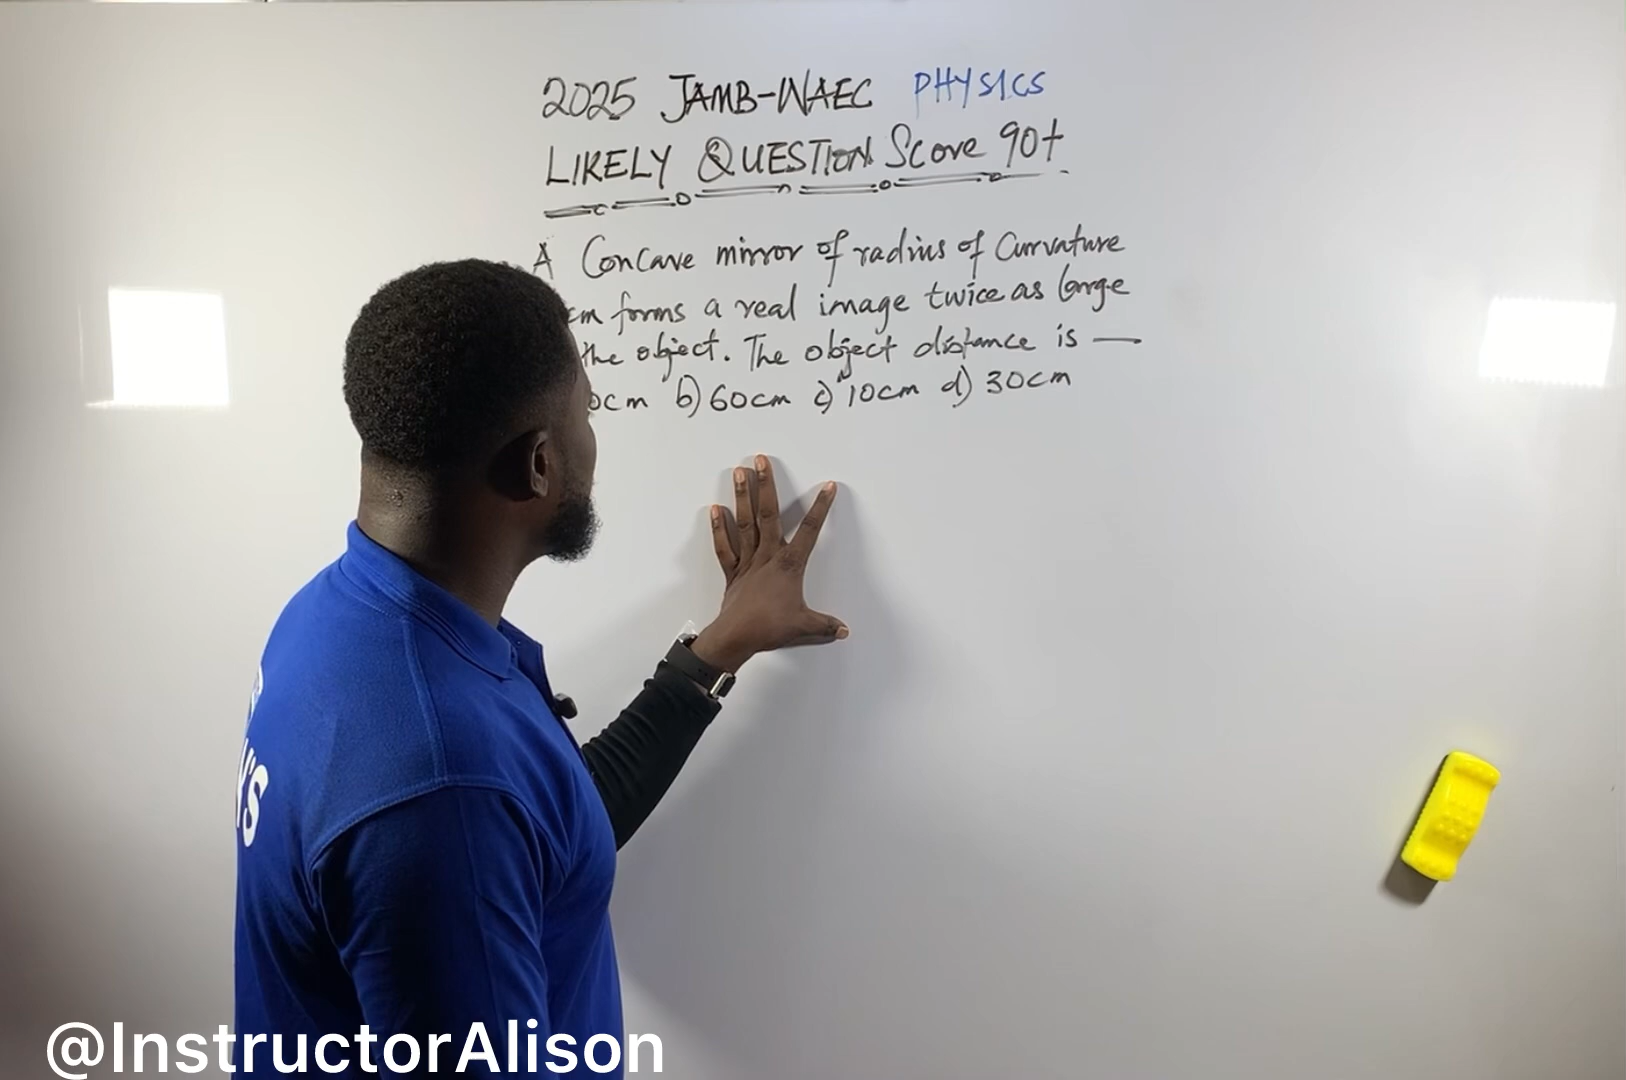 2025 JAMB-WAEC PHYSICS
LIKELY QUESTION Score 90+
A Concave mirror of radius of Curvature
cm forms a real image twice as large
the object. The object distance is —
0cm b) 60cm c) 10cm d) 30cm
'S
@InstructorAlison